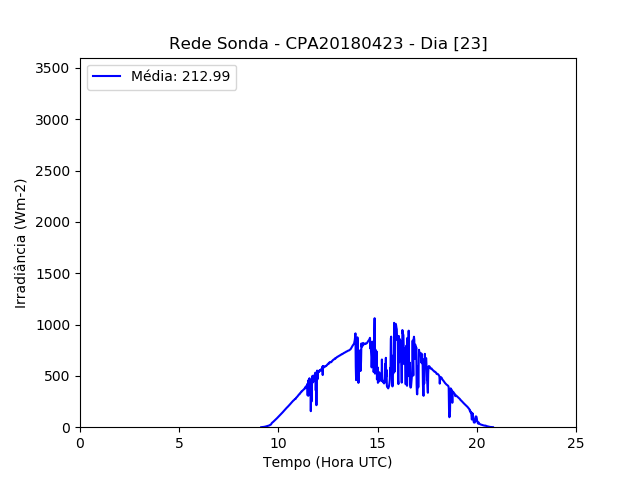 Rede Sonda - CPA20180423 - Dia [23]
Média: 212.99
3500
3000
2500
2000
1500
1000
500
0
Irradiância (Wm-2)
0 5 10 15 20 25
Tempo (Hora UTC)